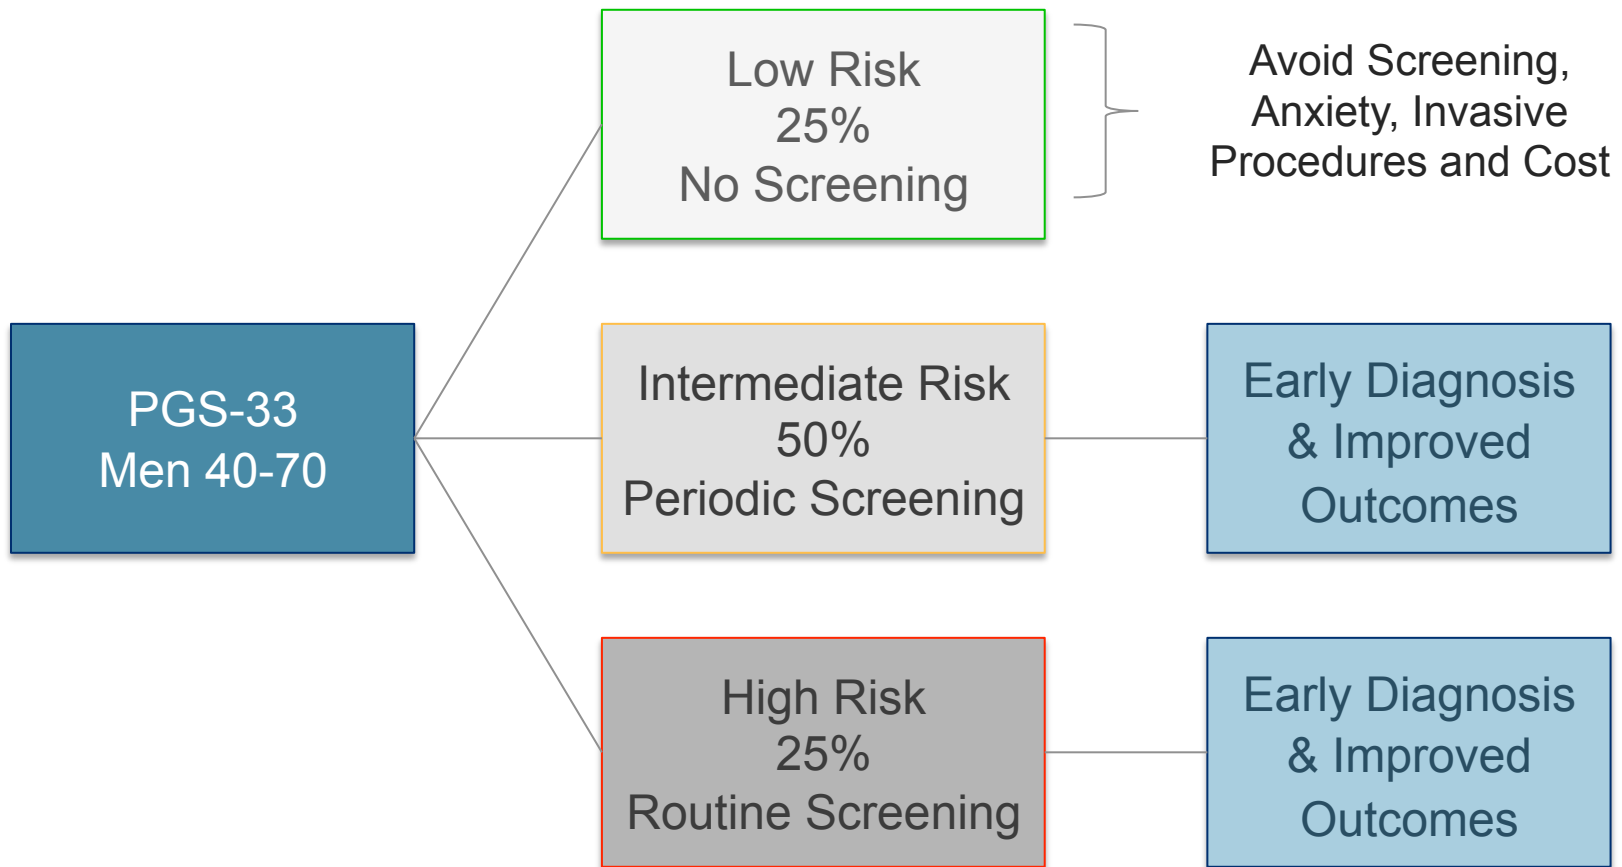 Low Risk
25%
No Screening
Avoid Screening,
Anxiety, Invasive
Procedures and Cost
PGS-33
Men 40-70
Intermediate Risk
50%
Periodic Screening
Early Diagnosis
& Improved
Outcomes
High Risk
25%
Routine Screening
Early Diagnosis
& Improved
Outcomes